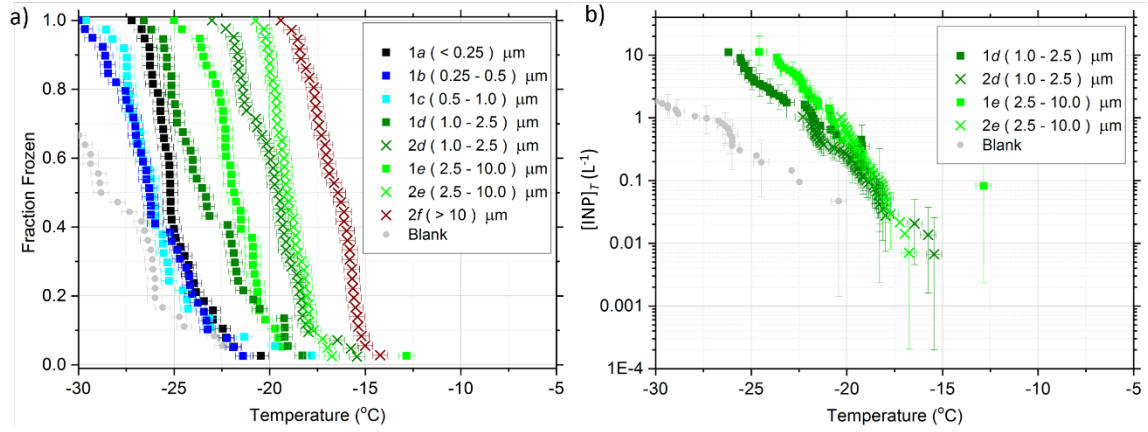 a)
Fraction Frozen
1.0
0.8
0.6
0.4
0.2
0.0
-30
-25
-20
-15
-10
-5
Temperature (°C)
1a ( < 0.25 ) µm
1b ( 0.25 - 0.5 ) µm
1c ( 0.5 - 1.0 ) µm
1d ( 1.0 - 2.5 ) µm
2d ( 1.0 - 2.5 ) µm
1e ( 2.5 - 10.0 ) µm
2e ( 2.5 - 10.0 ) µm
2f ( > 10 ) µm
Blank
b)
[INP]T (L-1)
100
10
1
0.1
0.01
0.001
1E-4
-30
-25
-20
-15
-10
-5
Temperature (°C)
1d ( 1.0 - 2.5 ) µm
2d ( 1.0 - 2.5 ) µm
1e ( 2.5 - 10.0 ) µm
2e ( 2.5 - 10.0 ) µm
Blank